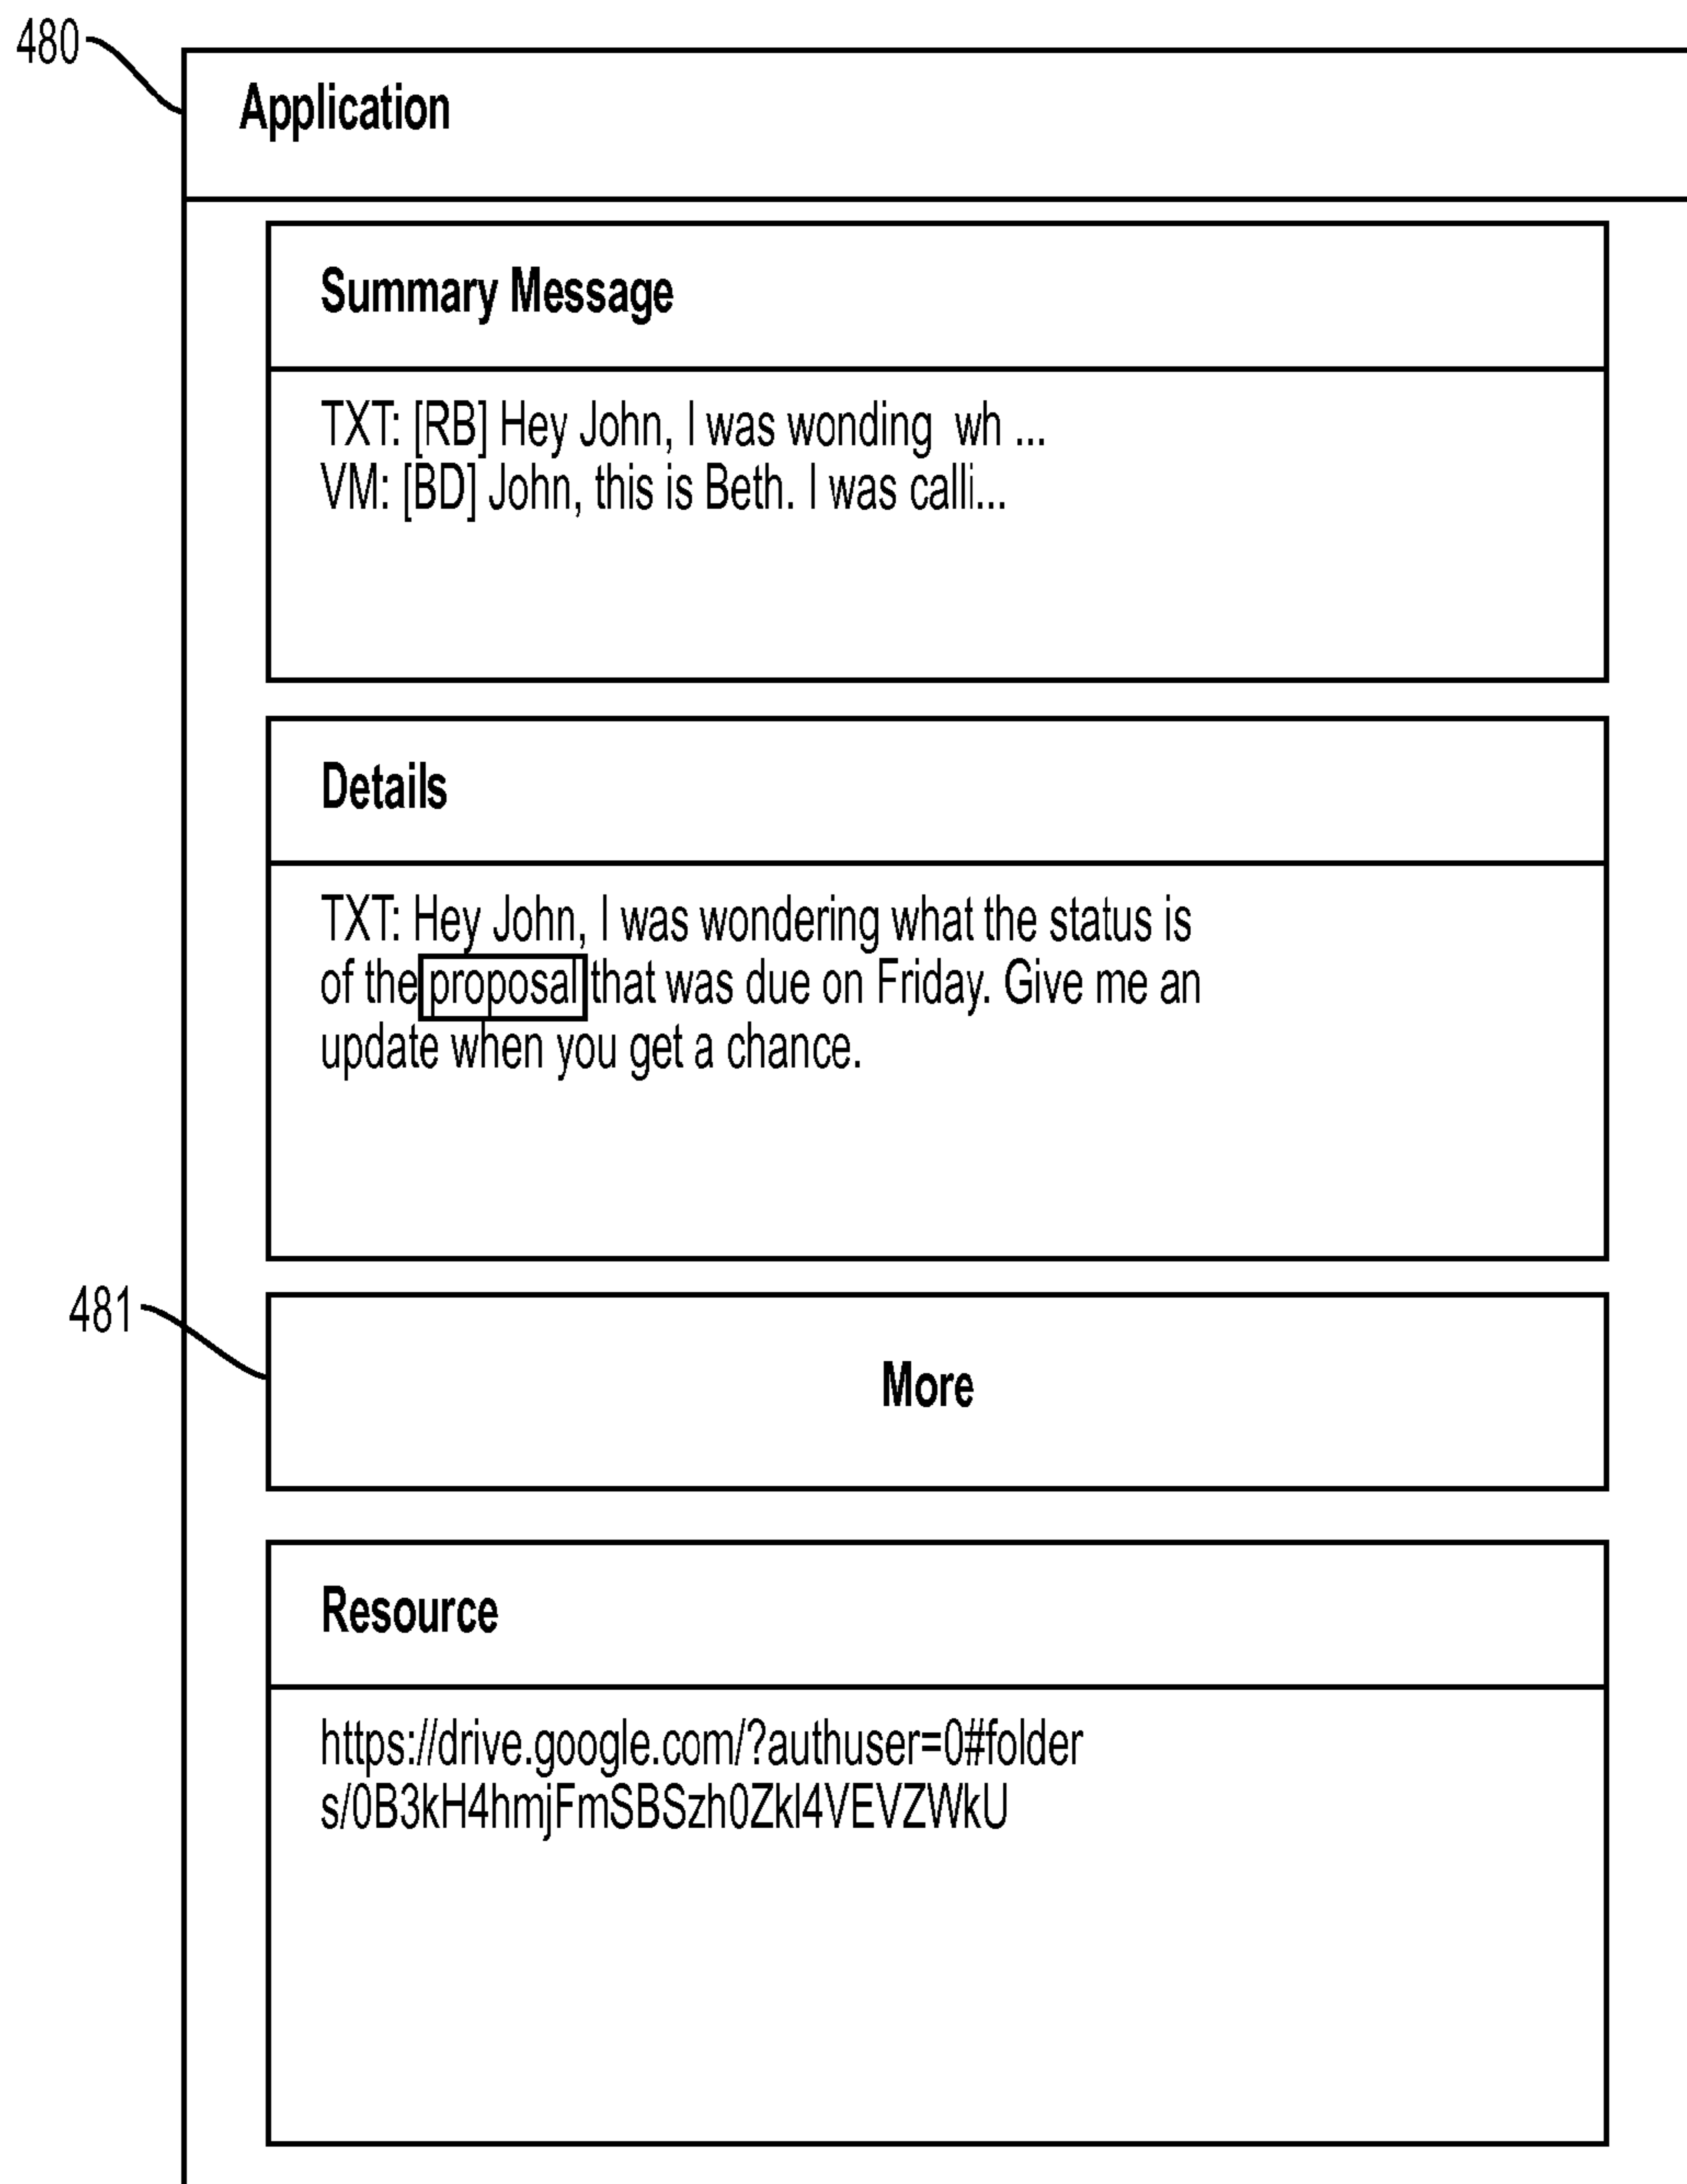 480
Application
Summary Message
TXT: [RB] Hey John, I was wonding wh ...
VM: [BD] John, this is Beth. I was calli...
Details
TXT: Hey John, I was wondering what the status is
of the proposal that was due on Friday. Give me an
update when you get a chance.
481
More
Resource
https://drive.google.com/?authuser=0#folder
s/0B3kH4hmjFmSBSzh0Zkl4VEVZWkU